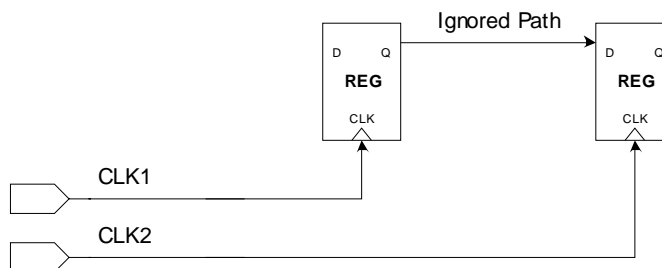 Ignored Path
D Q D Q
REG REG
CLK CLK
CLK1
CLK2